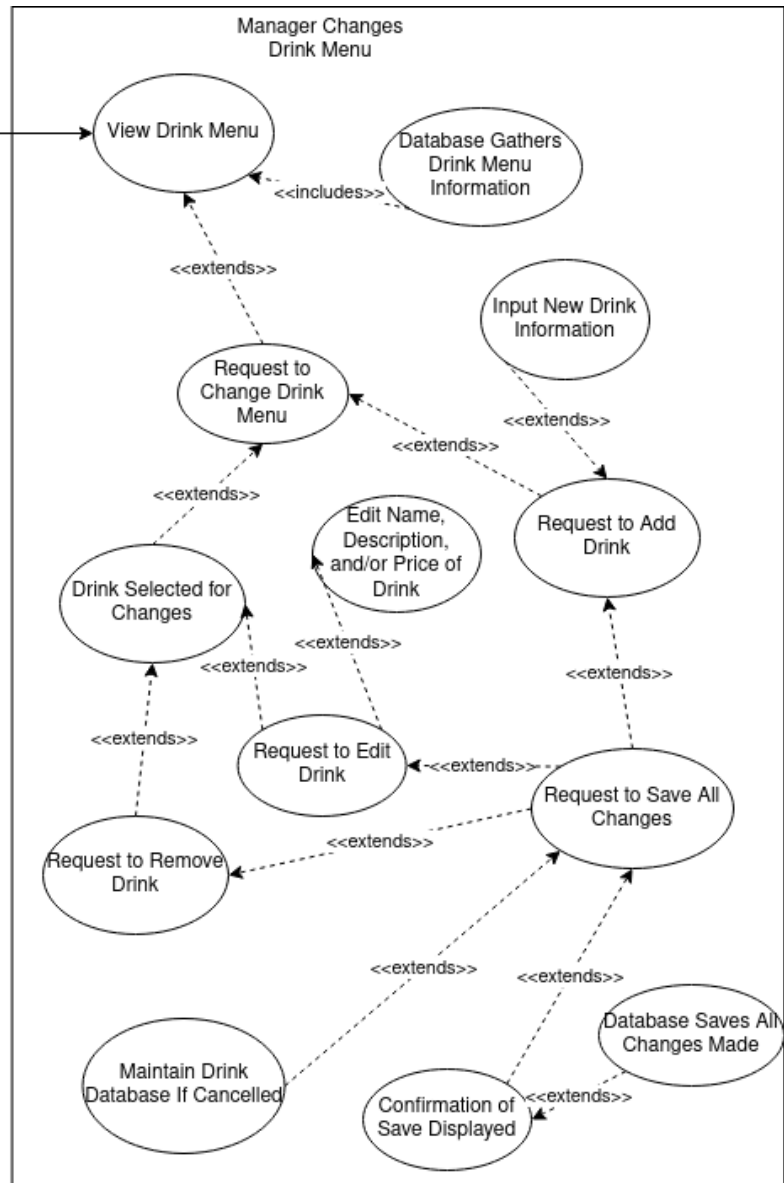 Manager Changes
Drink Menu
View Drink Menu
Database Gathers
Drink Menu
Information
<<includes>>
<<extends>>
Input New Drink
Information
Request to
Change Drink
Menu
<<extends>>
<<extends>>
<<extends>>
Edit Name,
Description,
and/or Price of
Drink
Request to Add
Drink
Drink Selected for
Changes
<<extends>>
<<extends>>
<<extends>>
<<extends>>
Request to Edit
Drink
<<extends>>
Request to Save All
Changes
<<extends>>
Request to Remove
Drink
<<extends>>
<<extends>>
Database Saves All
Changes Made
Maintain Drink
Database If Cancelled
Confirmation of
Save Displayed
<<extends>>